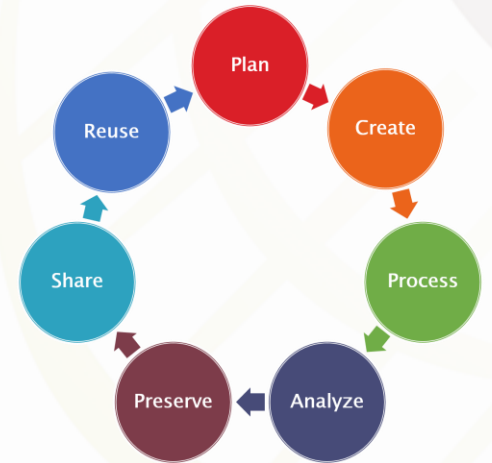 Plan
Create
Process
Analyze
Preserve
Share
Reuse